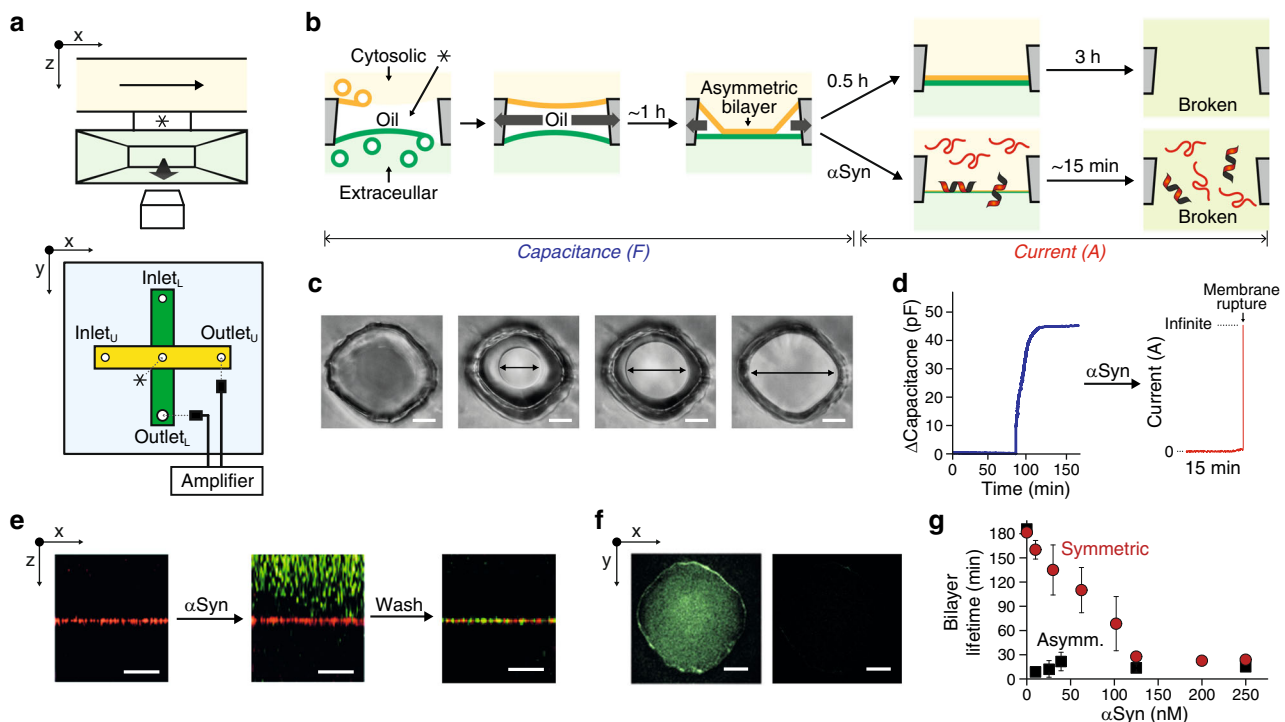 a
x
z
*
x
y
Inlet_L
Inlet_U
Outlet_U
*
Outlet_L
Amplifier
b
Cytosolic
*
Oil
Extraceullar
Oil
~1 h
Asymmetric
bilayer
0.5 h
αSyn
3 h
Broken
~15 min
Broken
Capacitance (F)
Current (A)
c
d
ΔCapacitacne (pF)
50
40
30
20
10
0
0
50
100
150
Time (min)
αSyn
Membrane
rupture
Infinite
Current (A)
0
15 min
e
x
z
αSyn
Wash
f
x
y
g
Bilayer
lifetime (min)
180
150
120
90
60
30
0
Symmetric
Asymm.
0
50
100
150
200
250
αSyn (nM)